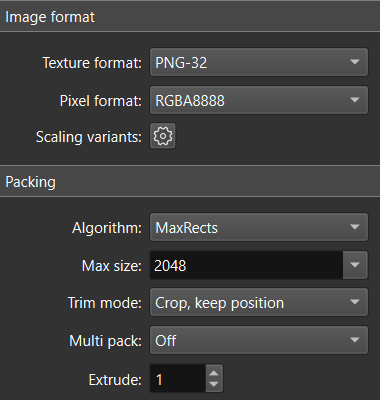 Image format
Texture format: PNG-32
Pixel format: RGBA8888
Scaling variants:
Packing
Algorithm: MaxRects
Max size: 2048
Trim mode: Crop, keep position
Multi pack: Off
Extrude: 1